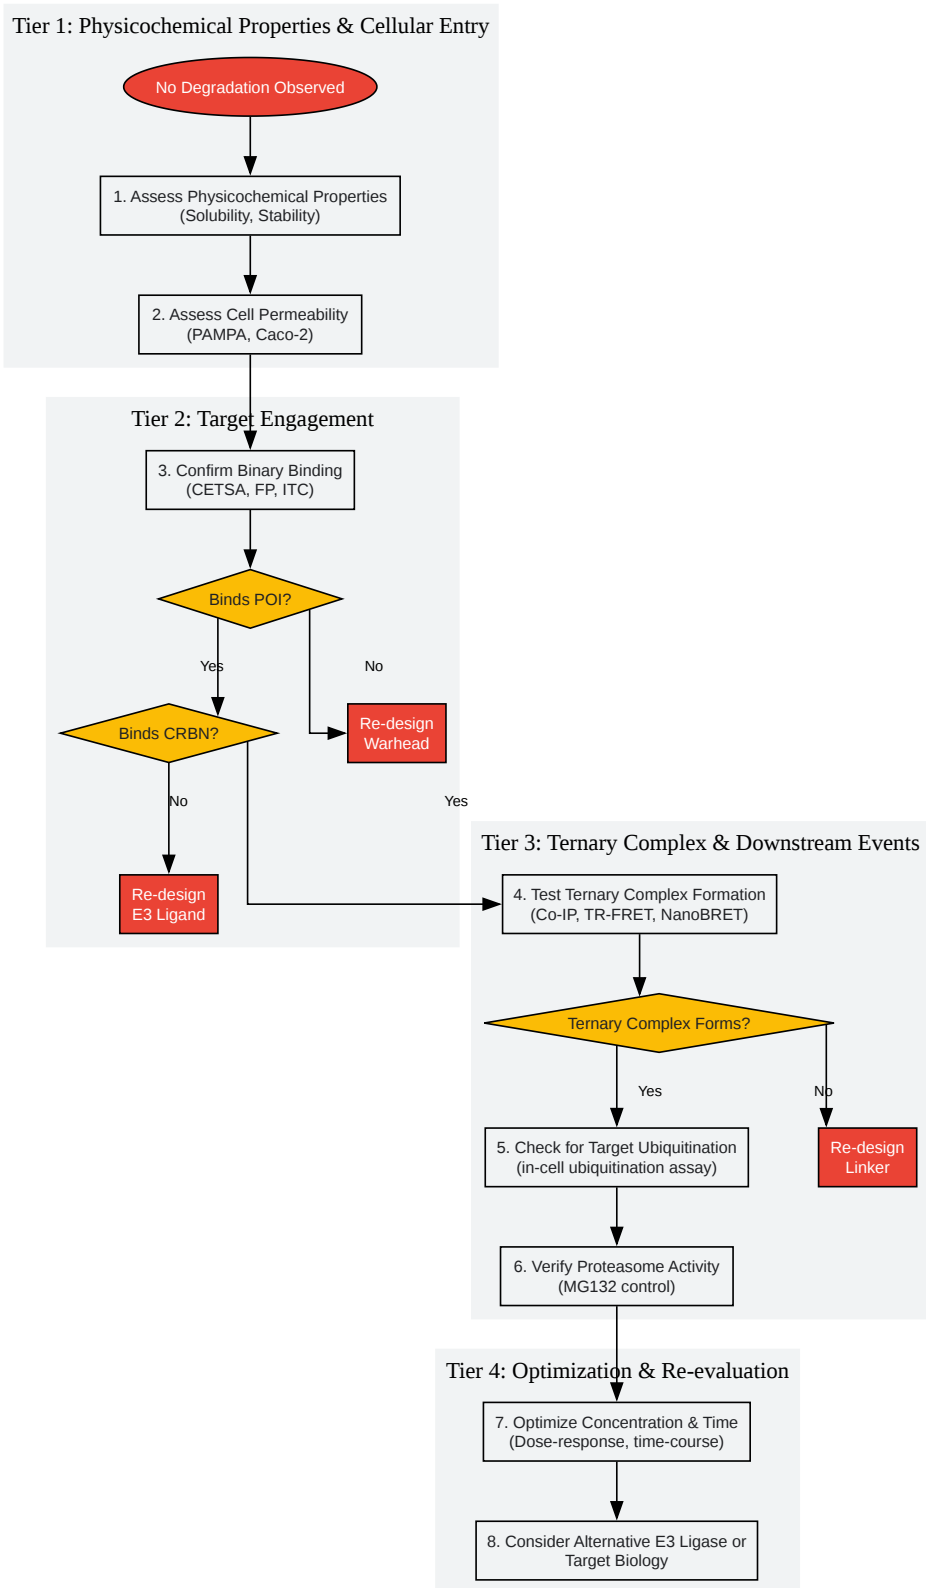 Tier 1: Physicochemical Properties & Cellular Entry
No Degradation Observed
1. Assess Physicochemical Properties
(Solubility, Stability)
2. Assess Cell Permeability
(PAMPA, Caco-2)
Tier 2: Target Engagement
3. Confirm Binary Binding
(CETSA, FP, ITC)
Binds POI?
Yes
No
Binds CRBN?
Re-design
Warhead
No
Yes
Re-design
E3 Ligand
Tier 3: Ternary Complex & Downstream Events
4. Test Ternary Complex Formation
(Co-IP, TR-FRET, NanoBRET)
Ternary Complex Forms?
Yes
No
5. Check for Target Ubiquitination
(in-cell ubiquitination assay)
Re-design
Linker
6. Verify Proteasome Activity
(MG132 control)
Tier 4: Optimization & Re-evaluation
7. Optimize Concentration & Time
(Dose-response, time-course)
8. Consider Alternative E3 Ligase or
Target Biology